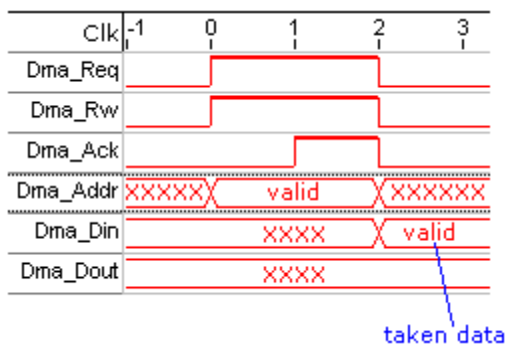 Clk -1 0 1 2 3
Dma_Req
Dma_Rw
Dma_Ack
Dma_Addr XXXXX valid XXXXXX
Dma_Din XXXX valid
Dma_Dout XXXX
taken data